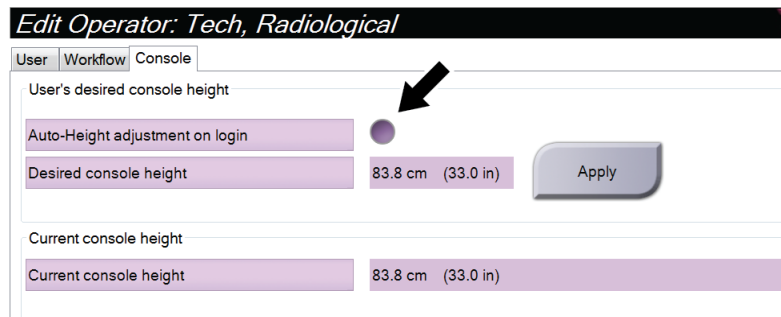 Edit Operator: Tech, Radiological
User Workflow Console
User's desired console height
Auto-Height adjustment on login
Desired console height 83.8 cm (33.0 in) Apply
Current console height
Current console height 83.8 cm (33.0 in)